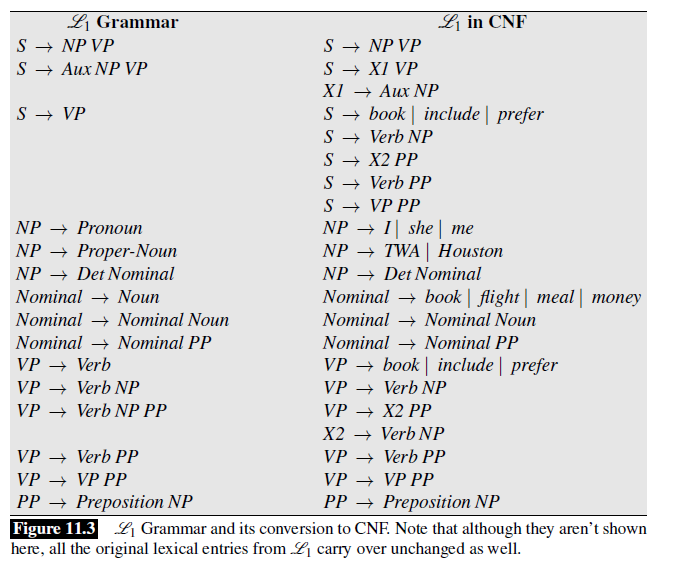 ℒ1 Grammar ℒ1 in CNF
S → NP VP S → NP VP
S → Aux NP VP S → X1 VP
X1 → Aux NP
S → VP S → book | include | prefer
S → Verb NP
S → X2 PP
S → Verb PP
S → VP PP
NP → Pronoun NP → I | she | me
NP → Proper-Noun NP → TWA | Houston
NP → Det Nominal NP → Det Nominal
Nominal → Noun Nominal → book | flight | meal | money
Nominal → Nominal Noun Nominal → Nominal Noun
Nominal → Nominal PP Nominal → Nominal PP
VP → Verb VP → book | include | prefer
VP → Verb NP VP → Verb NP
VP → Verb NP PP VP → X2 PP
X2 → Verb NP
VP → Verb PP VP → Verb PP
VP → VP PP VP → VP PP
PP → Preposition NP PP → Preposition NP
Figure 11.3 ℒ1 Grammar and its conversion to CNF. Note that although they aren't shown
here, all the original lexical entries from ℒ1 carry over unchanged as well.